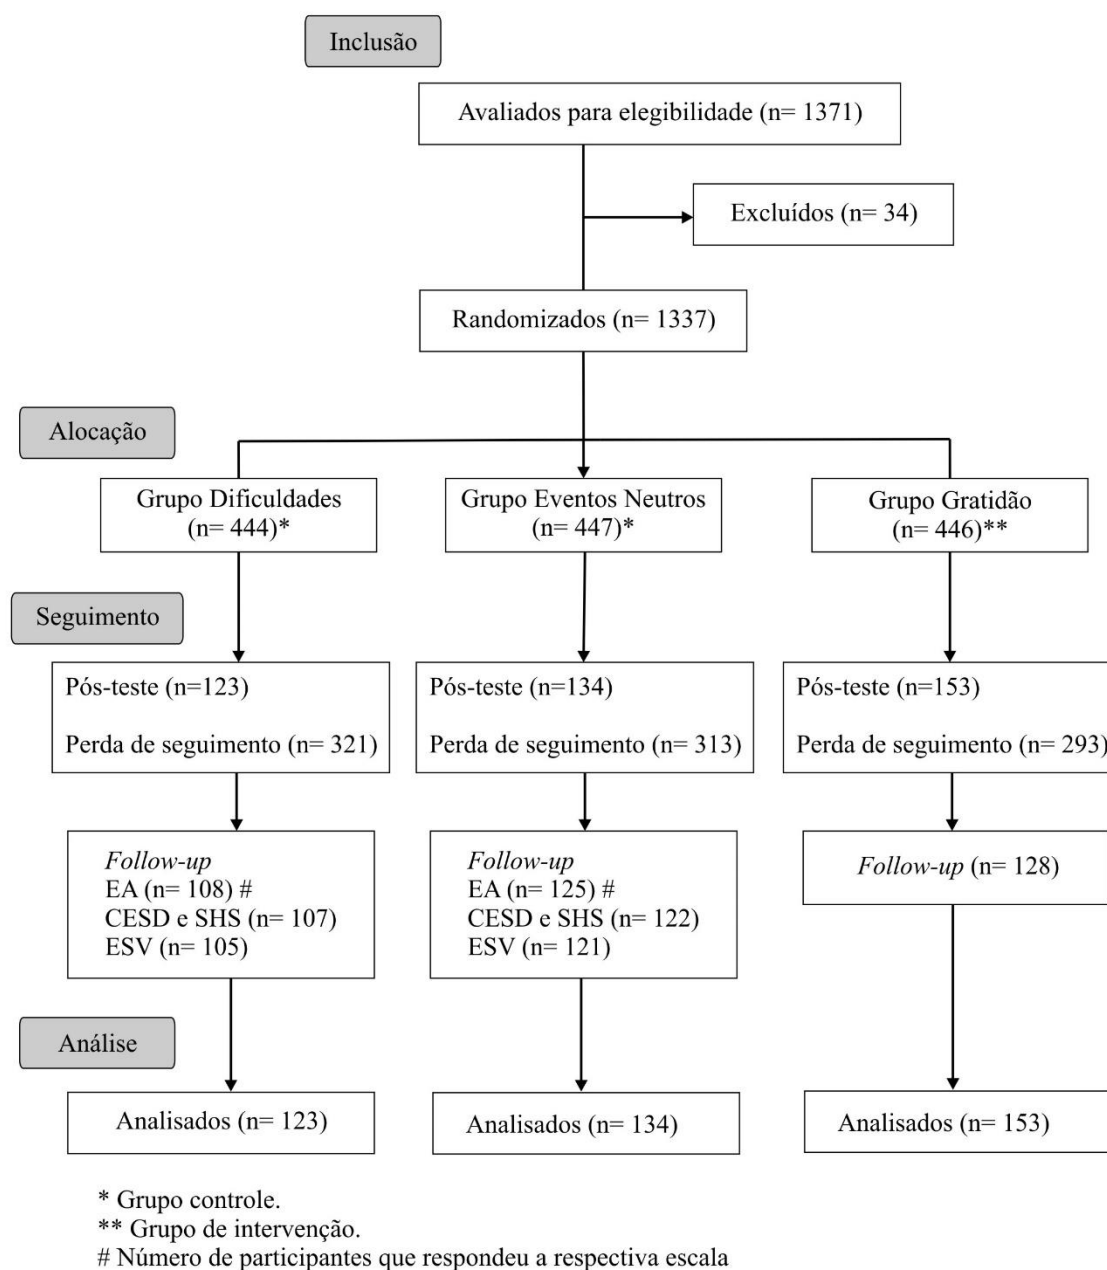 Inclusão
Avaliados para elegibilidade (n= 1371)
Excluídos (n= 34)
Randomizados (n= 1337)
Alocação
Grupo Dificuldades
(n= 444)*
Grupo Eventos Neutros
(n= 447)*
Grupo Gratidão
(n= 446)**
Seguimento
Pós-teste (n=123)
Perda de seguimento (n= 321)
Pós-teste (n=134)
Perda de seguimento (n= 313)
Pós-teste (n=153)
Perda de seguimento (n= 293)
Follow-up
EA (n= 108) #
CESD e SHS (n= 107)
ESV (n= 105)
Follow-up
EA (n= 125) #
CESD e SHS (n= 122)
ESV (n= 121)
Follow-up (n= 128)
Análise
Analisados (n= 123)
Analisados (n= 134)
Analisados (n= 153)
* Grupo controle.
** Grupo de intervenção.
# Número de participantes que respondeu a respectiva escala